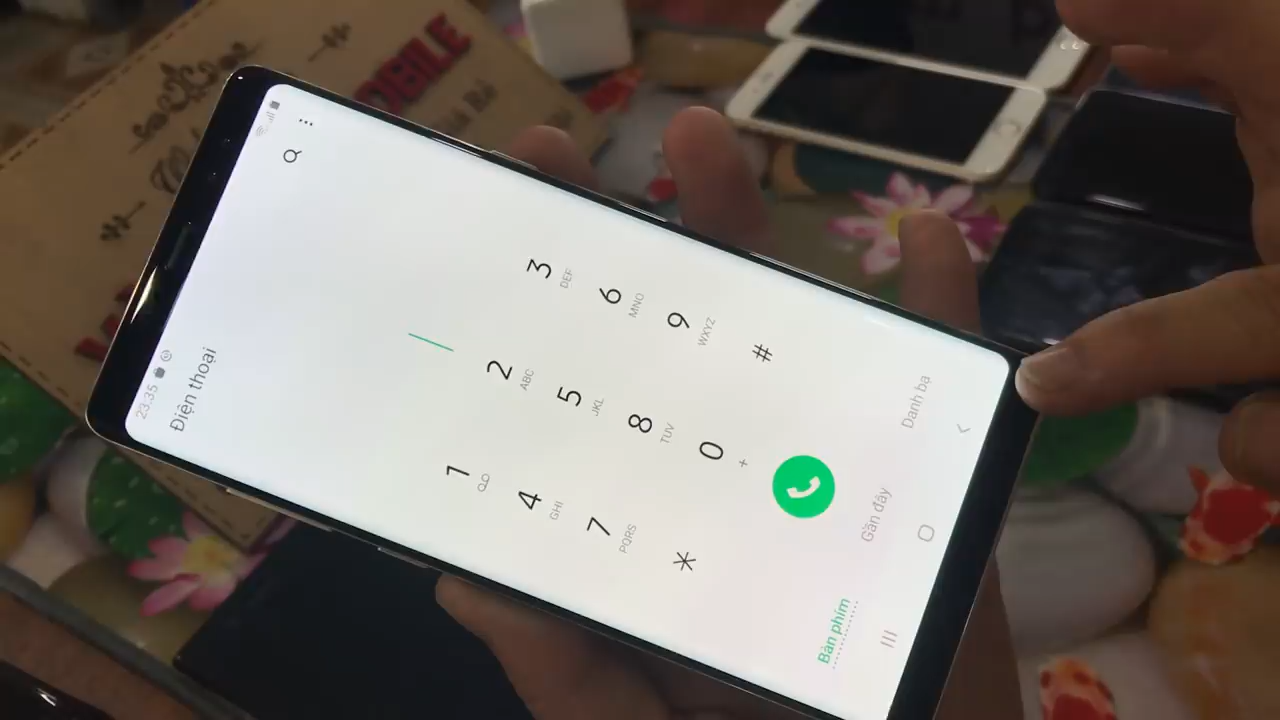 23:35
Điện thoại
1
2 ABC
3 DEF
4 GHI
5 JKL
6 MNO
7 PQRS
8 TUV
9 WXYZ
*
0 +
#
Bàn phím
Gần đây
Danh bạ
MOBILE
Rẻ